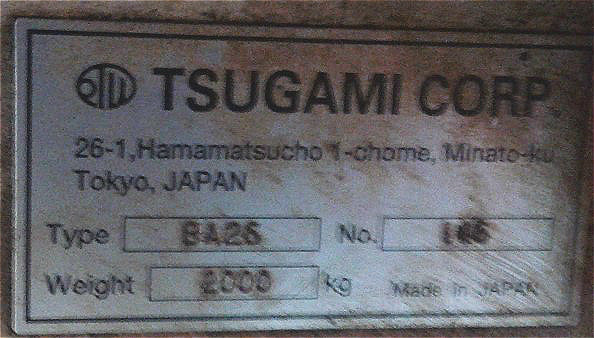 TSUGAMI CORP.
26-1,Hamamatsucho 1-chome, Minato-ku
Tokyo, JAPAN
Type BA26 No.
Weight 2000 kg Made in JAPAN